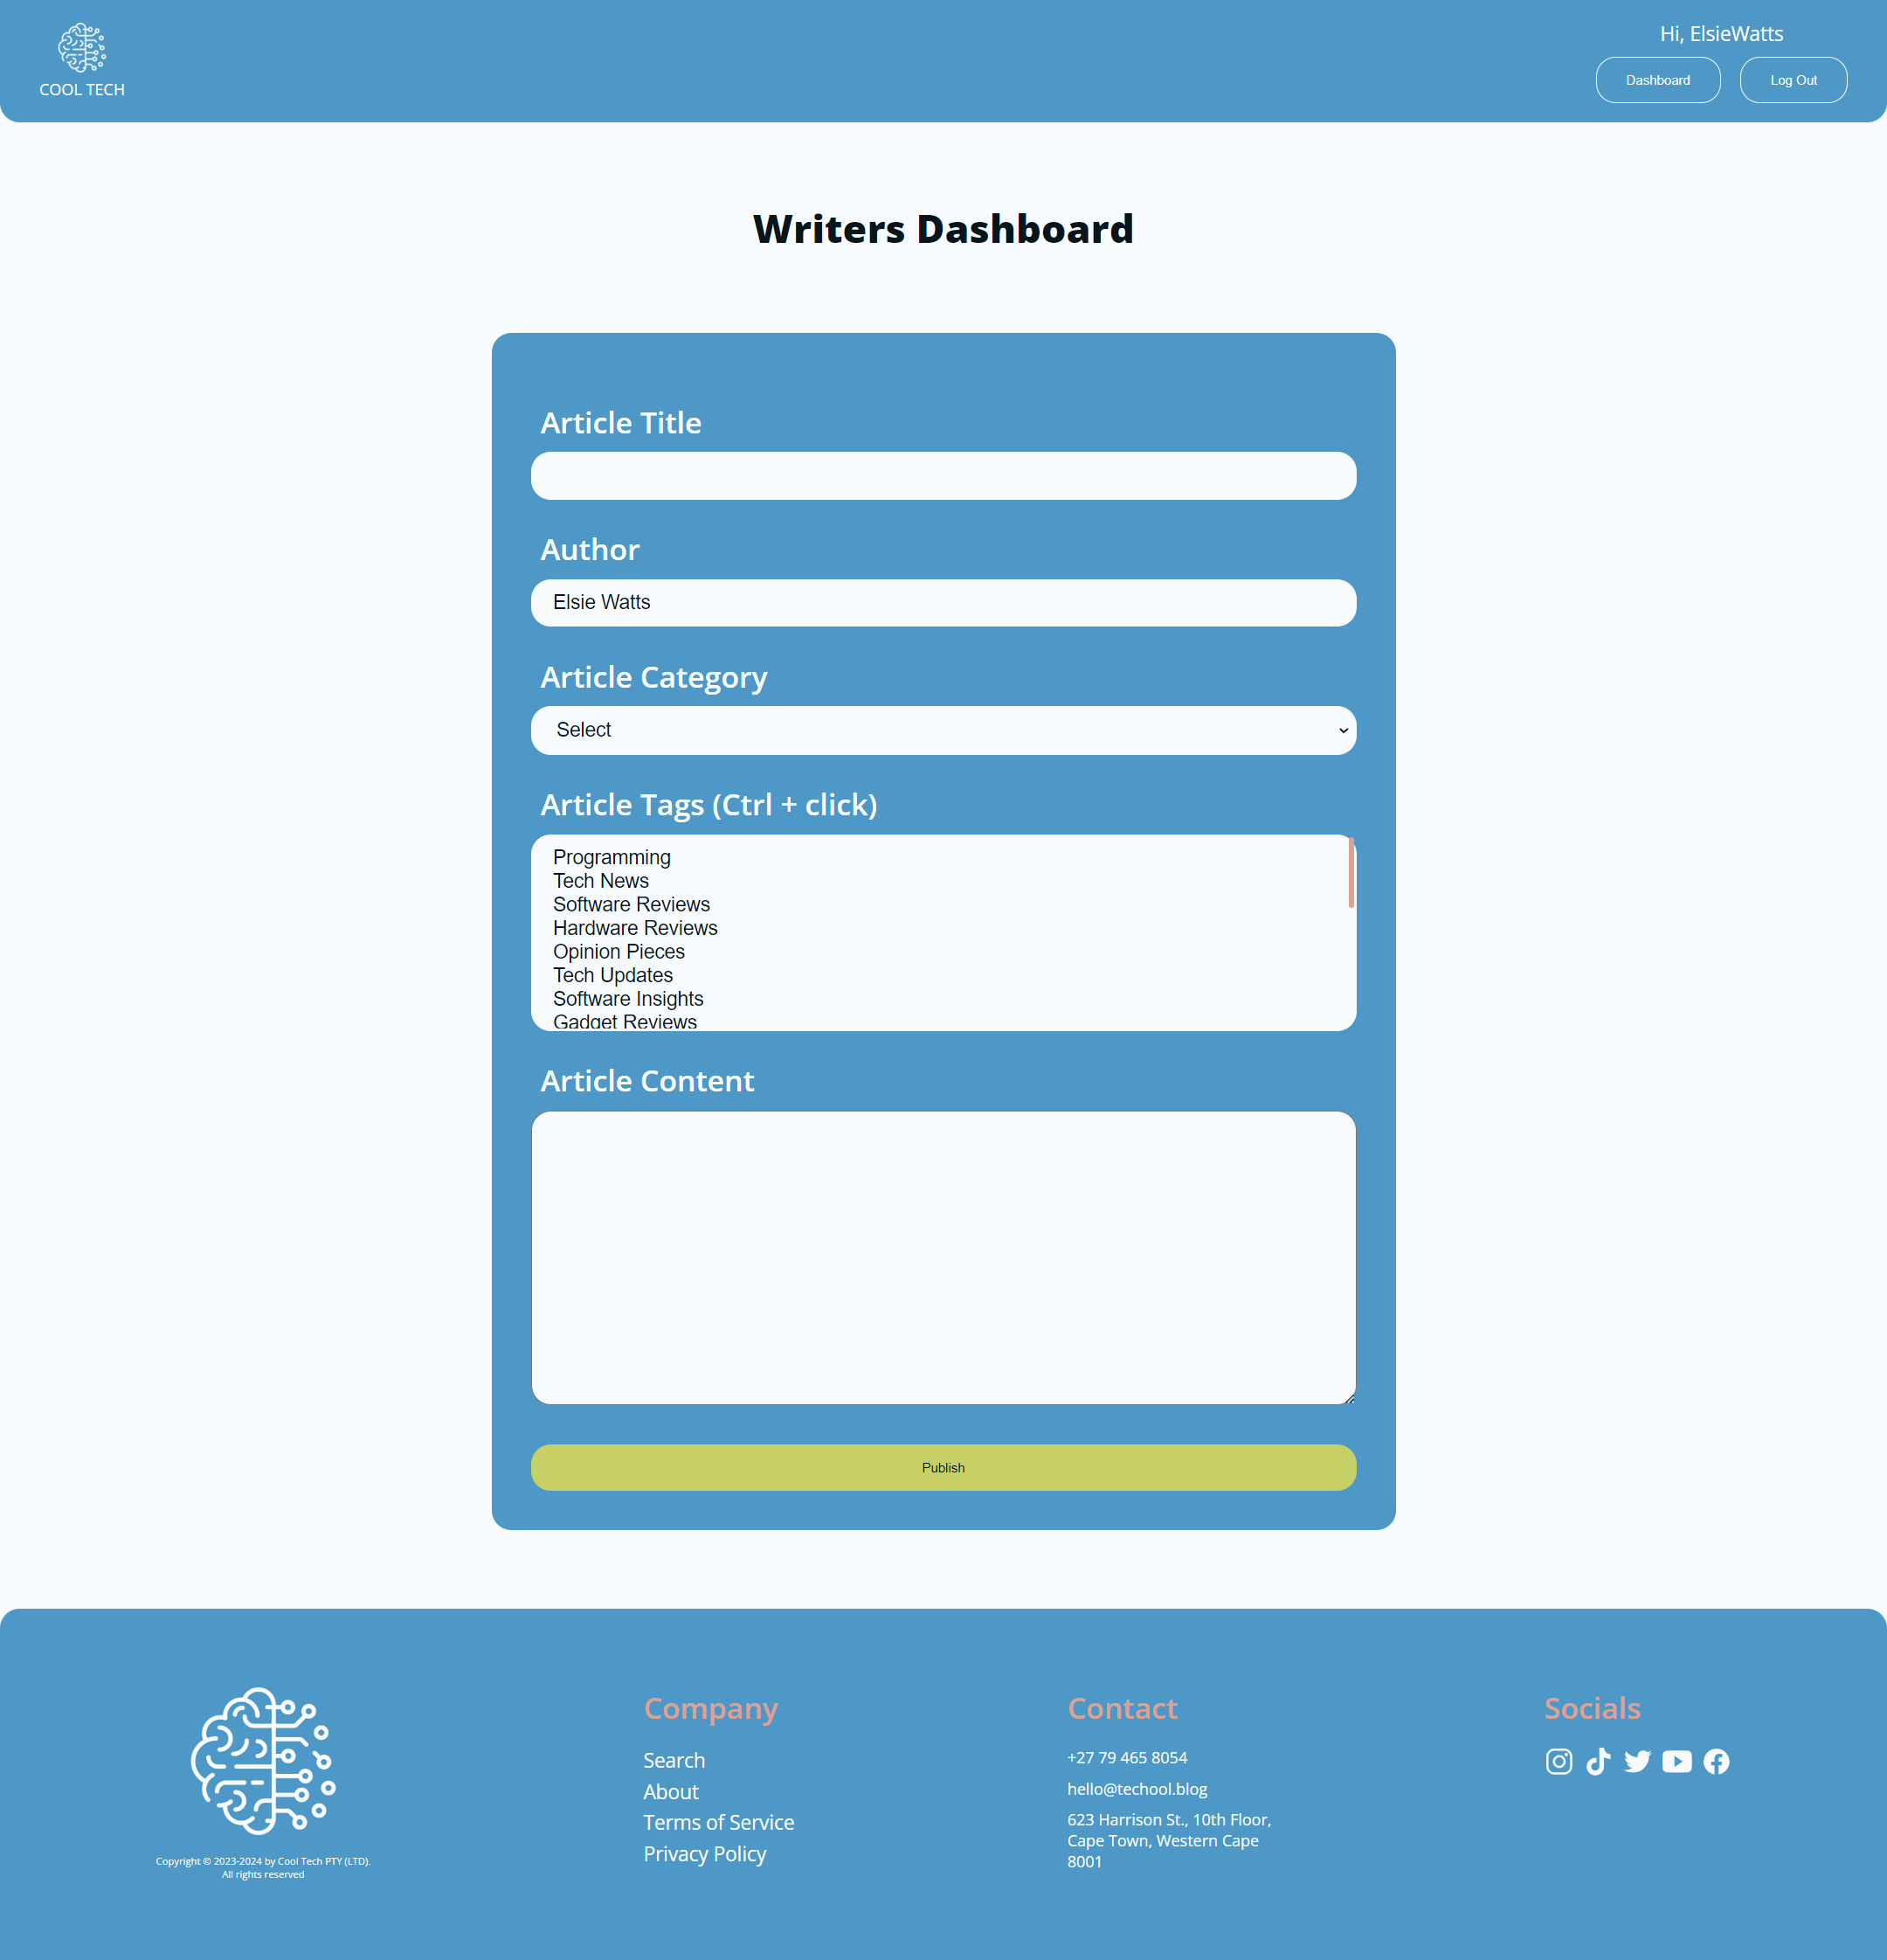 COOL TECH
Hi, ElsieWatts
Dashboard
Log Out
Writers Dashboard
Article Title
Author
Elsie Watts
Article Category
Select
Article Tags (Ctrl + click)
Programming
Tech News
Software Reviews
Hardware Reviews
Opinion Pieces
Tech Updates
Software Insights
Gadget Reviews
Article Content
Publish
Copyright © 2023-2024 by Cool Tech PTY (LTD).
All rights reserved
Company
Search
About
Terms of Service
Privacy Policy
Contact
+27 79 465 8054
hello@techool.blog
623 Harrison St., 10th Floor,
Cape Town, Western Cape
8001
Socials